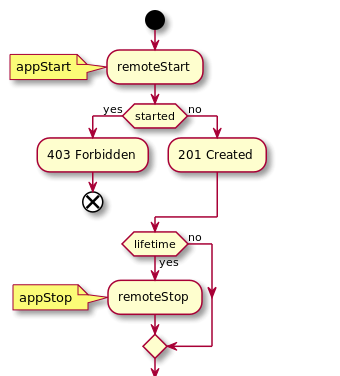 appStart
remoteStart
started
yes
no
403 Forbidden
201 Created
lifetime
no
yes
appStop
remoteStop